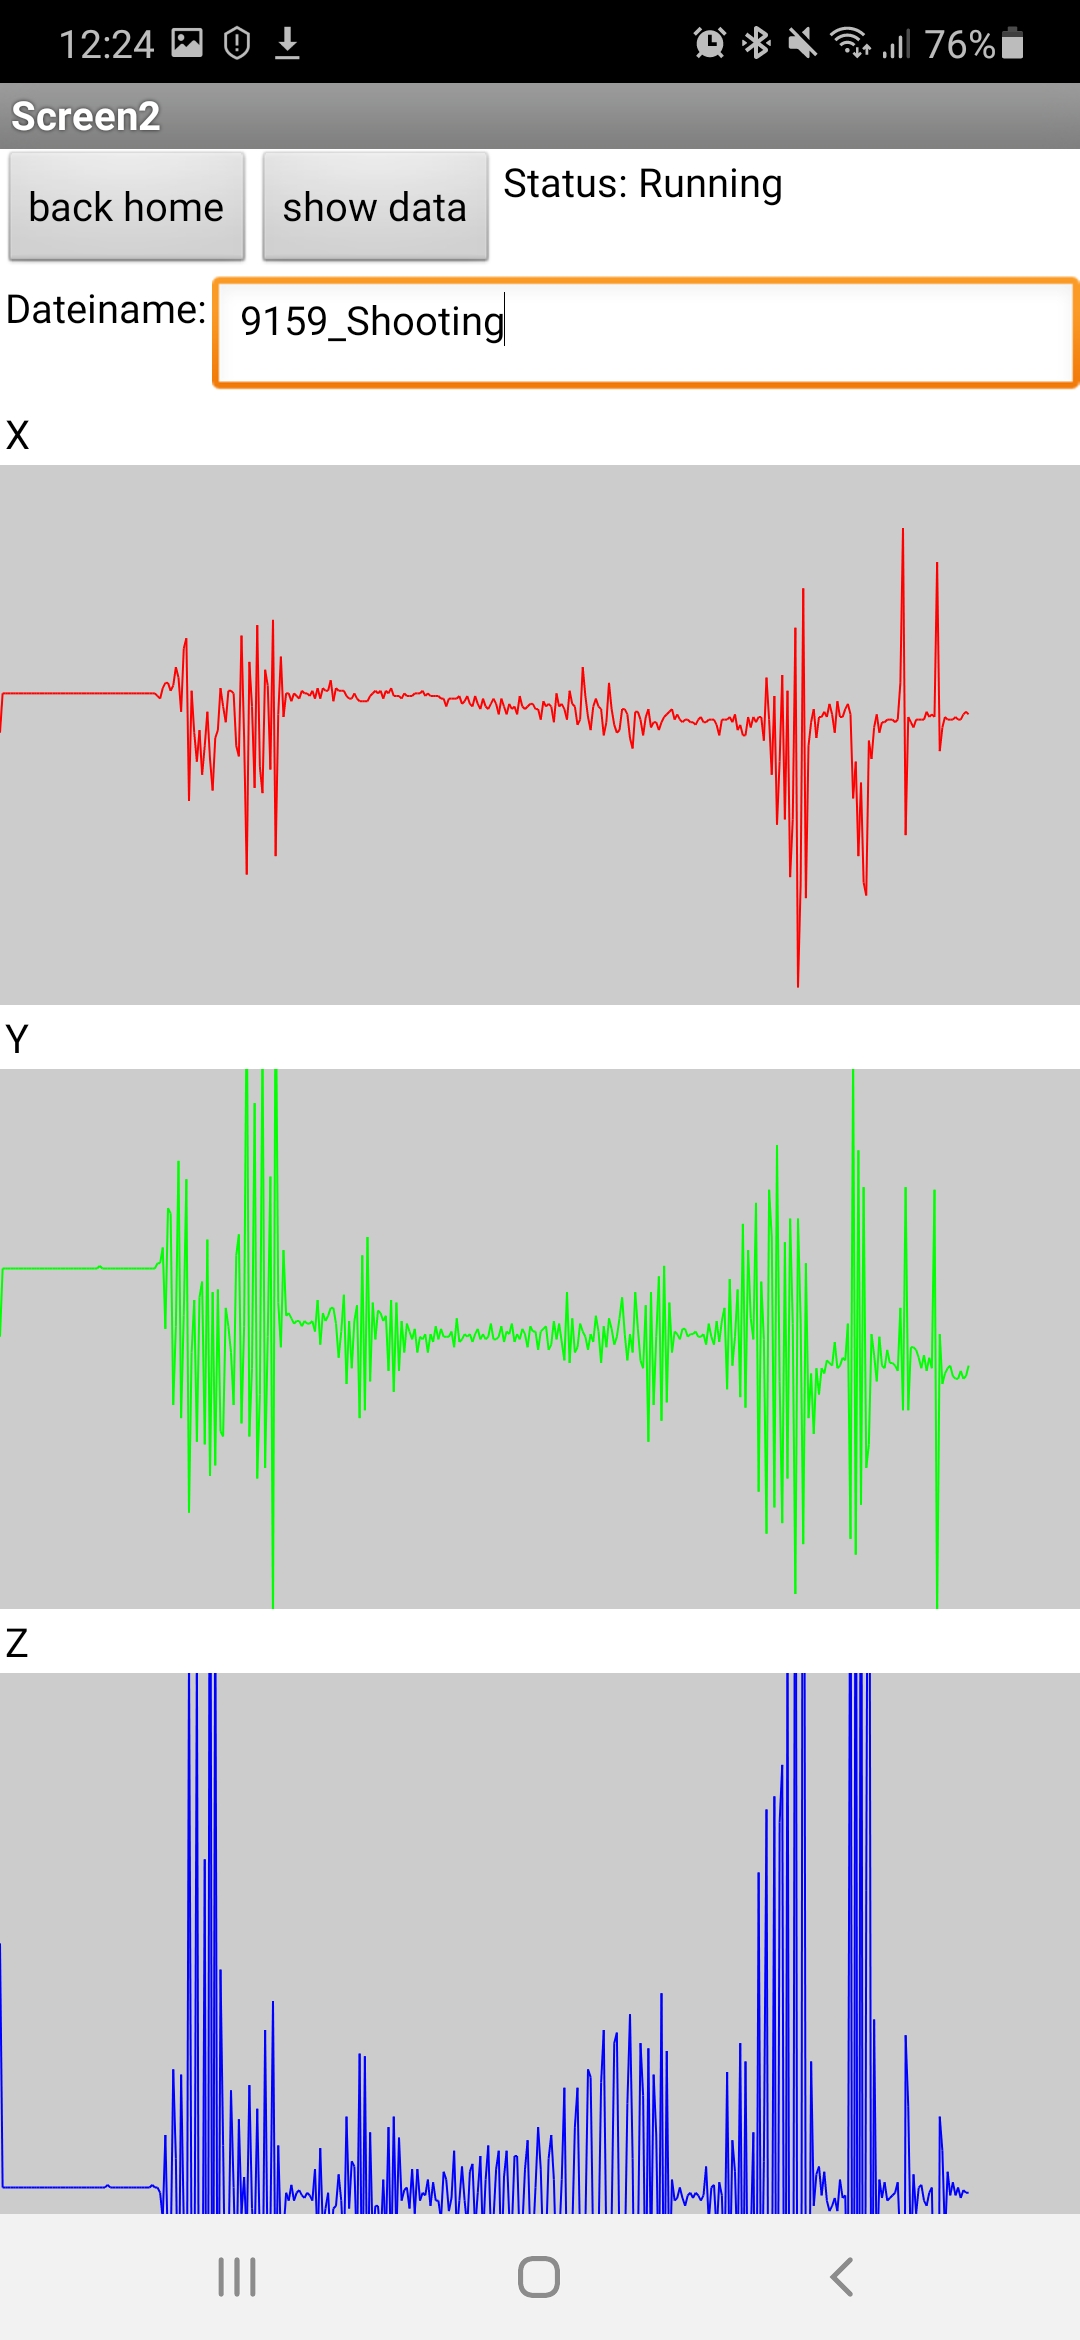 12:24 76%
Screen2
back home show data Status: Running
Dateiname: 9159_Shooting
X
Y
Z